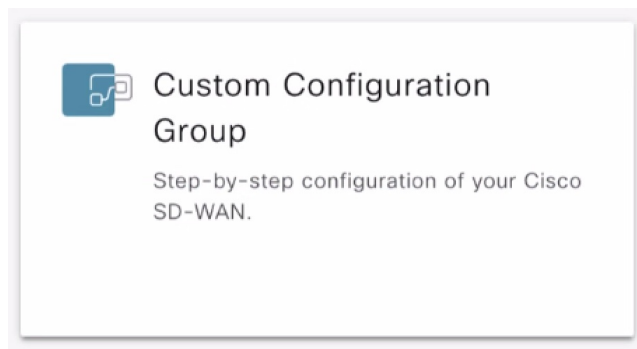 Custom Configuration
Group
Step-by-step configuration of your Cisco
SD-WAN.